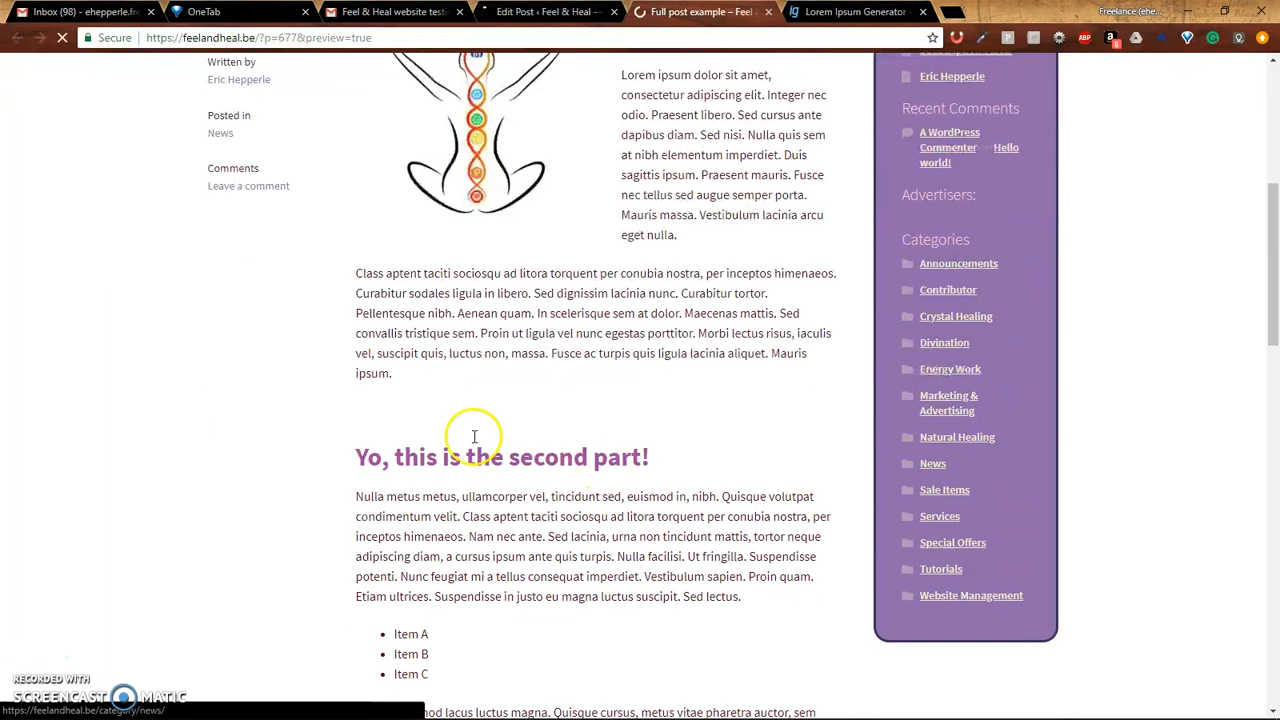 Inbox (98) - ehepperle.fre
OneTab
Feel & Heal website test
Edit Post ‹ Feel & Heal —
Full post example – Feel
Lorem Ipsum Generator
Freelance (ehe...
Secure
https://feelandheal.be/?p=677&preview=true
Written by
Eric Hepperle
Posted in
News
Comments
Leave a comment
Lorem ipsum dolor sit amet,
consectetur adipiscing elit. Integer nec
odio. Praesent libero. Sed cursus ante
dapibus diam. Sed nisi. Nulla quis sem
at nibh elementum imperdiet. Duis
sagittis ipsum. Praesent mauris. Fusce
nec tellus sed augue semper porta.
Mauris massa. Vestibulum lacinia arcu
eget nulla.
Class aptent taciti sociosqu ad litora torquent per conubia nostra, per inceptos himenaeos.
Curabitur sodales ligula in libero. Sed dignissim lacinia nunc. Curabitur tortor.
Pellentesque nibh. Aenean quam. In scelerisque sem at dolor. Maecenas mattis. Sed
convallis tristique sem. Proin ut ligula vel nunc egestas porttitor. Morbi lectus risus, iaculis
vel, suscipit quis, luctus non, massa. Fusce ac turpis quis ligula lacinia aliquet. Mauris
ipsum.
Yo, this is the second part!
Nulla metus metus, ullamcorper vel, tincidunt sed, euismod in, nibh. Quisque volutpat
condimentum velit. Class aptent taciti sociosqu ad litora torquent per conubia nostra, per
inceptos himenaeos. Nam nec ante. Sed lacinia, urna non tincidunt mattis, tortor neque
adipiscing diam, a cursus ipsum ante quis turpis. Nulla facilisi. Ut fringilla. Suspendisse
potenti. Nunc feugiat mi a tellus consequat imperdiet. Vestibulum sapien. Proin quam.
Etiam ultrices. Suspendisse in justo eu magna luctus suscipit. Sed lectus.
• Item A
• Item B
• Item C
mod lacus luctus magna. Quisque cursus, metus vitae pharetra auctor, sem
Eric Hepperle
Recent Comments
A WordPress
Commenter Hello
world!
Advertisers:
Categories
Announcements
Contributor
Crystal Healing
Divination
Energy Work
Marketing &
Advertising
Natural Healing
News
Sale Items
Services
Special Offers
Tutorials
Website Management
RECORDED WITH
SCREENCAST MATIC
https://feelandheal.be/category/news/